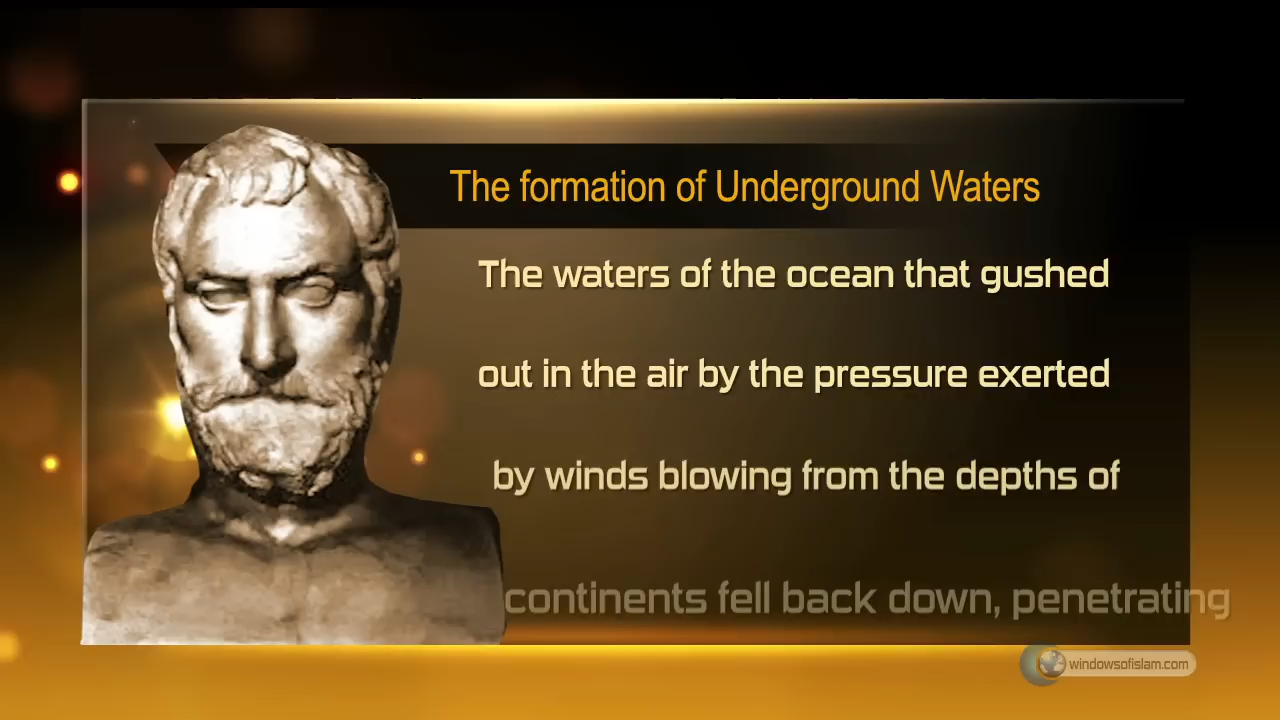 The formation of Underground Waters
The waters of the ocean that gushed
out in the air by the pressure exerted
by winds blowing from the depths of
continents fell back down, penetrating
windowsofislam.com